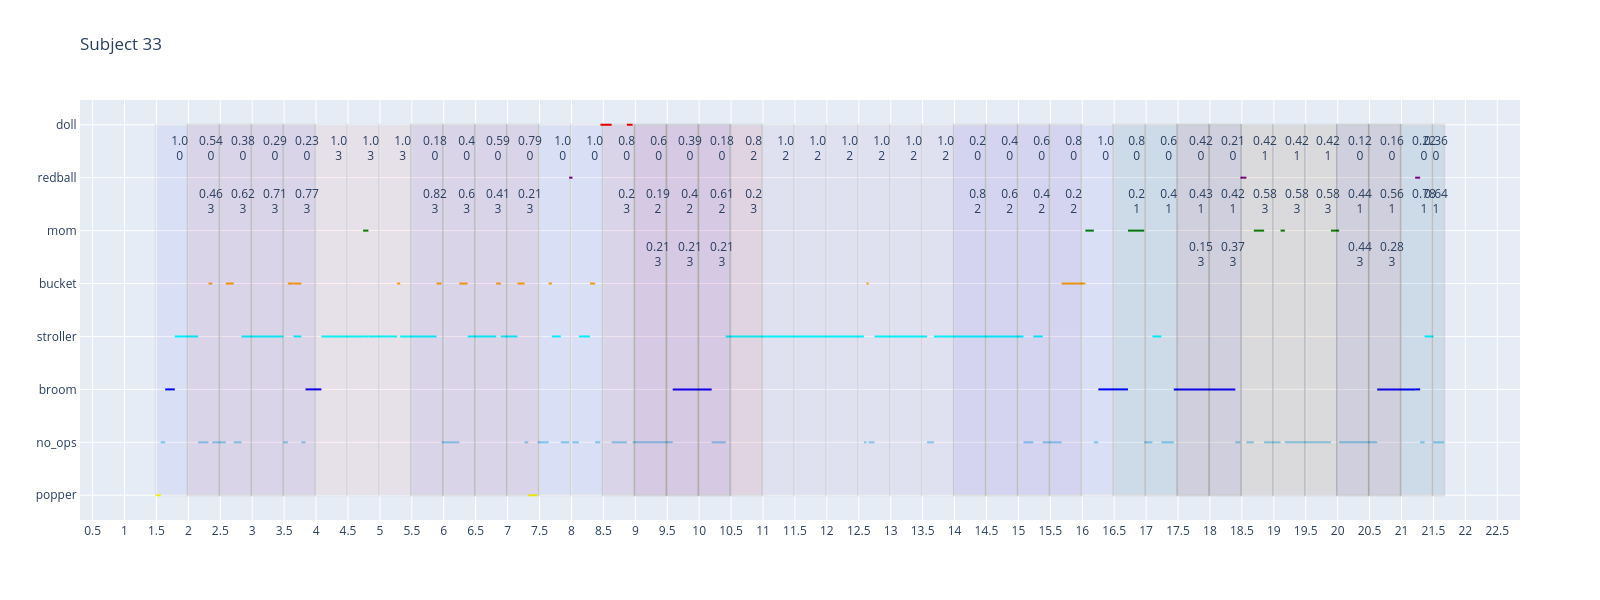 Subject 33
doll
1.0 0.54 0.38 0.29 0.23 1.0 1.0 1.0 0.18 0.4 0.59 0.79 1.0 1.0 0.8 0.6 0.39 0.18 0.8 1.0 1.0 1.0 1.0 1.0 1.0 0.2 0.4 0.6 0.8 1.0 0.8 0.6 0.42 0.21 0.42 0.42 0.42 0.12 0.16 0.36
0 0 0 0 0 3 3 3 0 0 0 0 0 0 0 0 0 0 2 2 2 2 2 2 2 0 0 0 0 0 0 0 0 0 1 1 1 0 0 0 0
redball
0.46 0.62 0.71 0.77 0.82 0.6 0.41 0.21 0.2 0.19 0.4 0.61 0.2 0.8 0.6 0.4 0.2 0.2 0.4 0.43 0.42 0.58 0.58 0.58 0.44 0.56 0.64
3 3 3 3 3 3 3 3 3 2 2 2 3 2 2 2 2 1 1 1 1 3 3 3 1 1 1 1
mom
0.21 0.21 0.21 0.15 0.37 0.44 0.28
3 3 3 3 3 3 3
bucket
stroller
broom
no_ops
popper
0.5 1 1.5 2 2.5 3 3.5 4 4.5 5 5.5 6 6.5 7 7.5 8 8.5 9 9.5 10 10.5 11 11.5 12 12.5 13 13.5 14 14.5 15 15.5 16 16.5 17 17.5 18 18.5 19 19.5 20 20.5 21 21.5 22 22.5